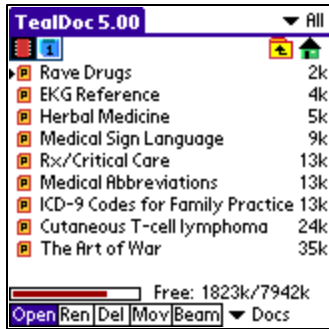 TealDoc 5.00 All
1
Rave Drugs 2k
EKG Reference 4k
Herbal Medicine 5k
Medical Sign Language 9k
Rx/Critical Care 13k
Medical Abbreviations 13k
ICD-9 Codes for Family Practice 13k
Cutaneous T-cell lymphoma 24k
The Art of War 35k
Free: 1823k/7942k
Open Ren Del Mov Beam Docs